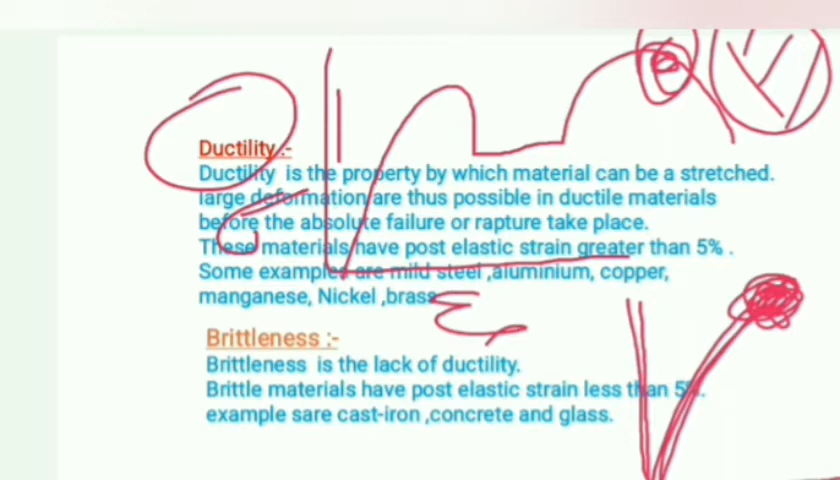 Ductility :-
Ductility is the property by which material can be a stretched.
large deformation are thus possible in ductile materials
before the absolute failure or rapture take place.
These materials have post elastic strain greater than 5% .
Some examples are mild steel ,aluminium, copper,
manganese, Nickel ,brass
Brittleness :-
Brittleness is the lack of ductility.
Brittle materials have post elastic strain less than 5%.
example sare cast-iron ,concrete and glass.